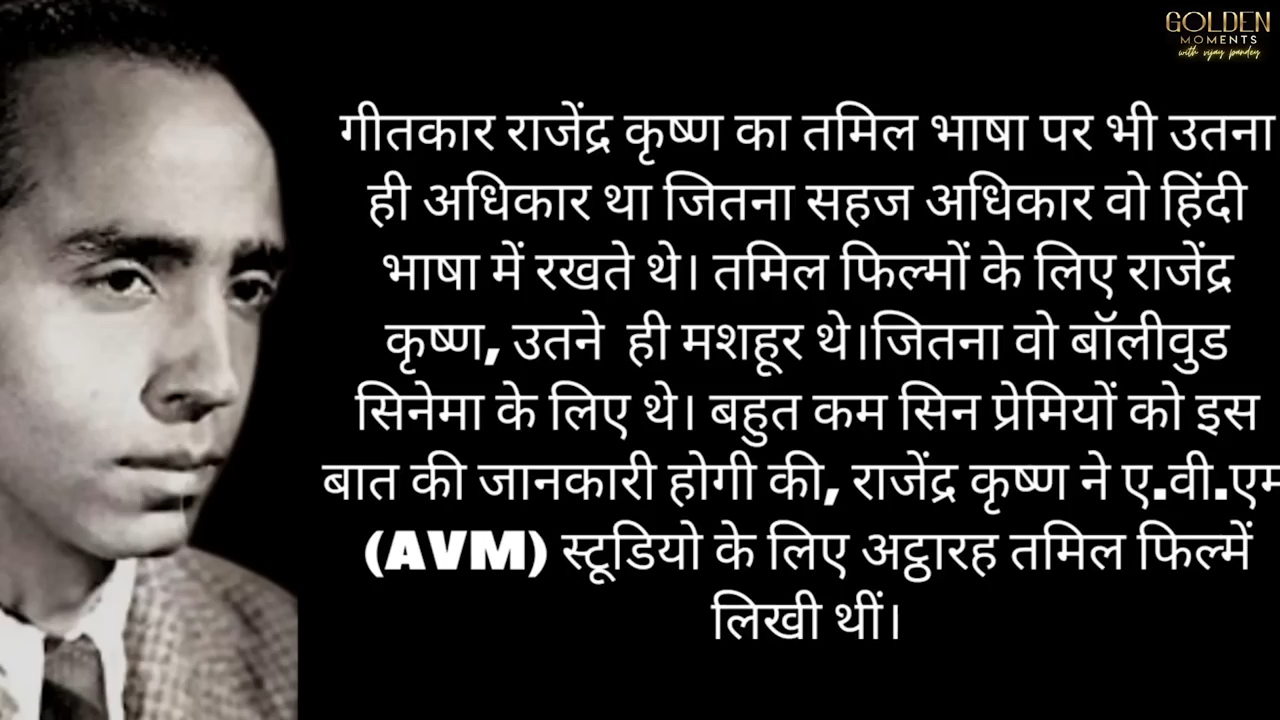 GOLDEN
MOMENTS
with vijay pandey
गीतकार राजेंद्र कृष्ण का तमिल भाषा पर भी उतना
ही अधिकार था जितना सहज अधिकार वो हिंदी
भाषा में रखते थे। तमिल फिल्मों के लिए राजेंद्र
कृष्ण, उतने ही मशहूर थे।जितना वो बॉलीवुड
सिनेमा के लिए थे। बहुत कम सिन प्रेमियों को इस
बात की जानकारी होगी की, राजेंद्र कृष्ण ने ए.वी.एम
(AVM) स्टूडियो के लिए अट्ठारह तमिल फिल्में
लिखी थीं।